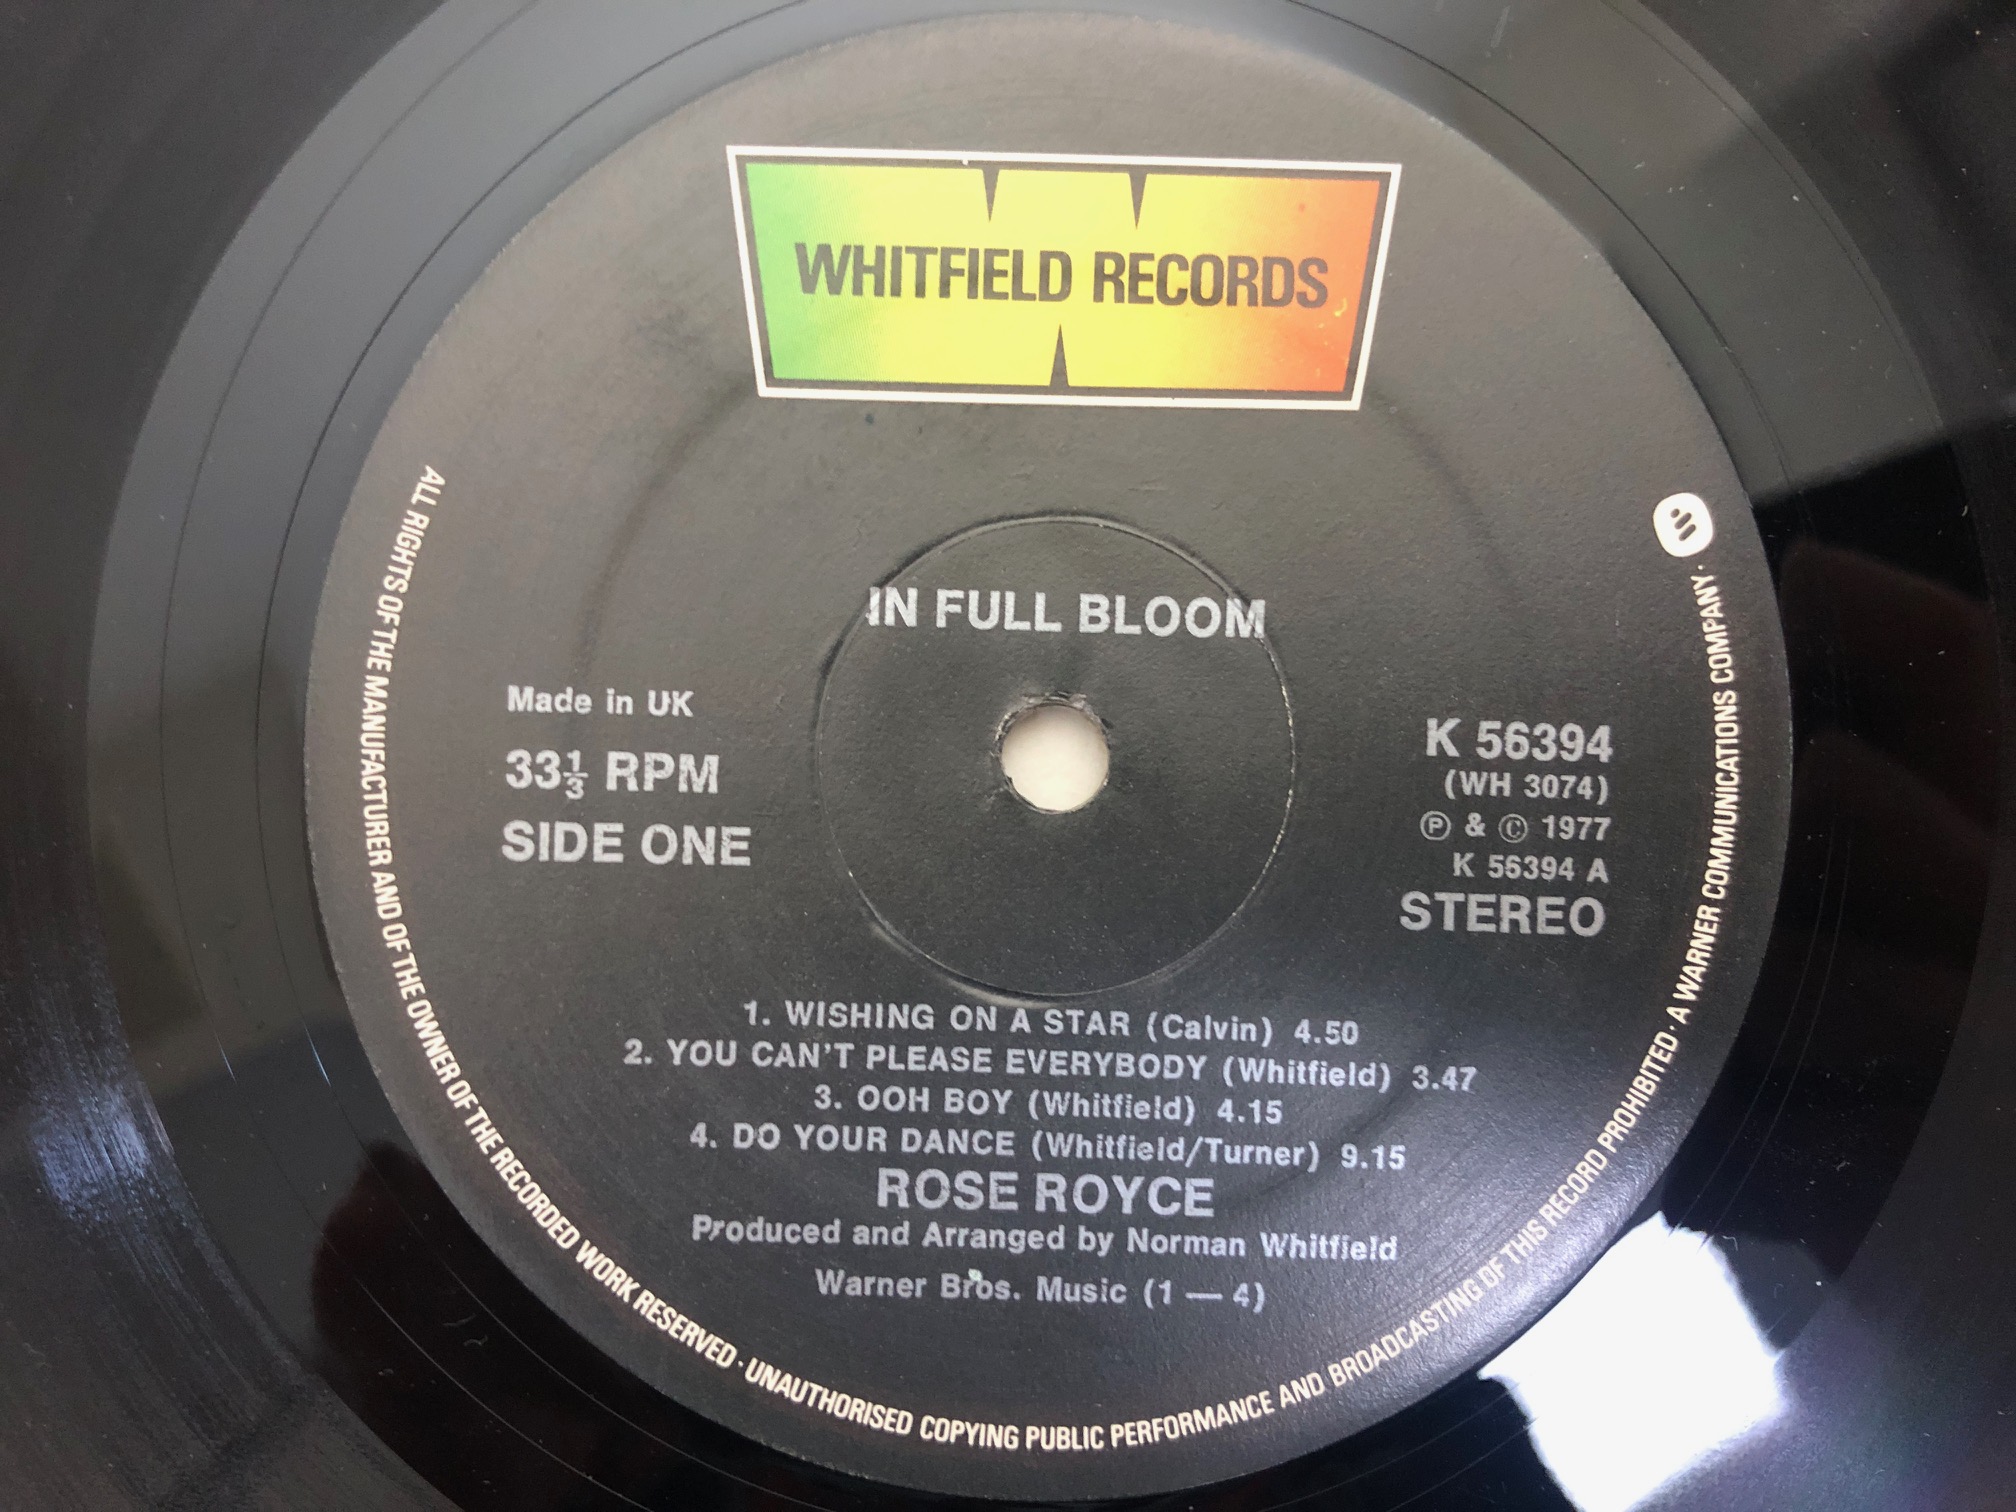 WHITFIELD RECORDS
IN FULL BLOOM
Made in UK
33⅓ RPM
SIDE ONE
K 56394
(WH 3074)
Ⓟ & © 1977
K 56394 A
STEREO
1. WISHING ON A STAR (Calvin) 4.50
2. YOU CAN'T PLEASE EVERYBODY (Whitfield) 3.47
3. OOH BOY (Whitfield) 4.15
4. DO YOUR DANCE (Whitfield/Turner) 9.15
ROSE ROYCE
Produced and Arranged by Norman Whitfield
Warner Bros. Music (1 — 4)
ALL RIGHTS OF THE MANUFACTURER AND OF THE OWNER OF THE RECORDED WORK RESERVED · UNAUTHORISED COPYING PUBLIC PERFORMANCE AND BROADCASTING OF THIS RECORD PROHIBITED · A WARNER COMMUNICATIONS COMPANY ·